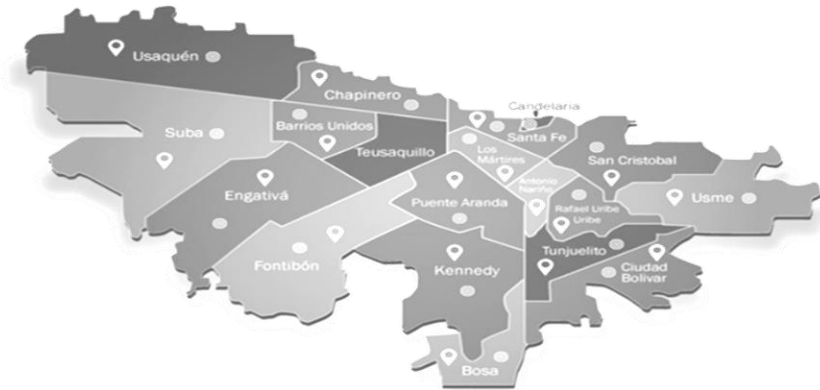 Usaquén
Chapinero
Candelaria
Suba
Barrios Unidos
Santa Fe
Teusaquillo
Los
Mártires
San Cristobal
Engativá
Antonio
Nariño
Puente Aranda
Usme
Rafael Uribe
Uribe
Fontibón
Kennedy
Tunjuelito
Ciudad
Bolivar
Bosa